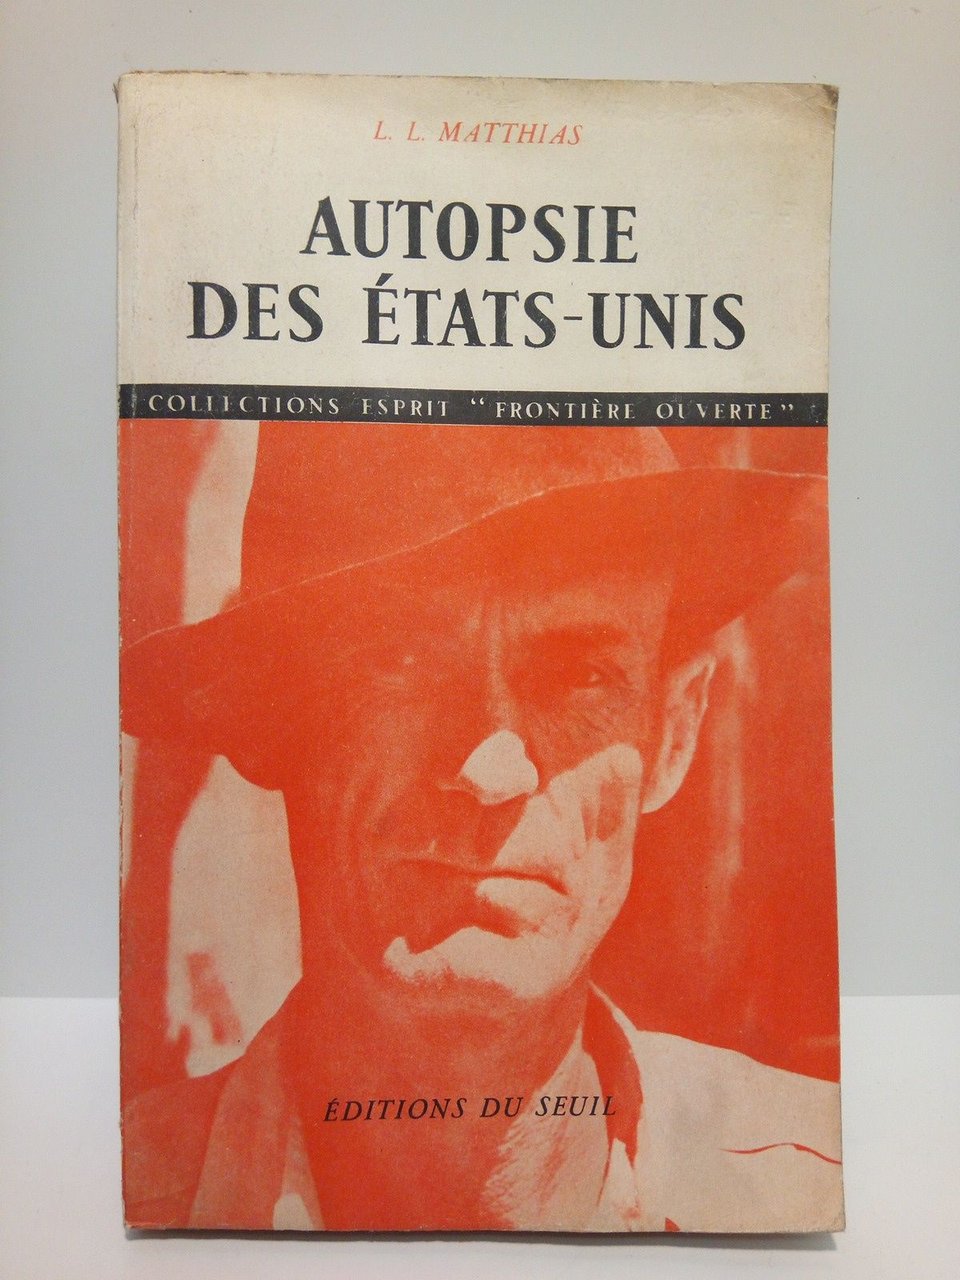 L. L. MATTHIAS
AUTOPSIE
DES ÉTATS-UNIS
COLLECTIONS ESPRIT “FRONTIÈRE OUVERTE”
ÉDITIONS DU SEUIL